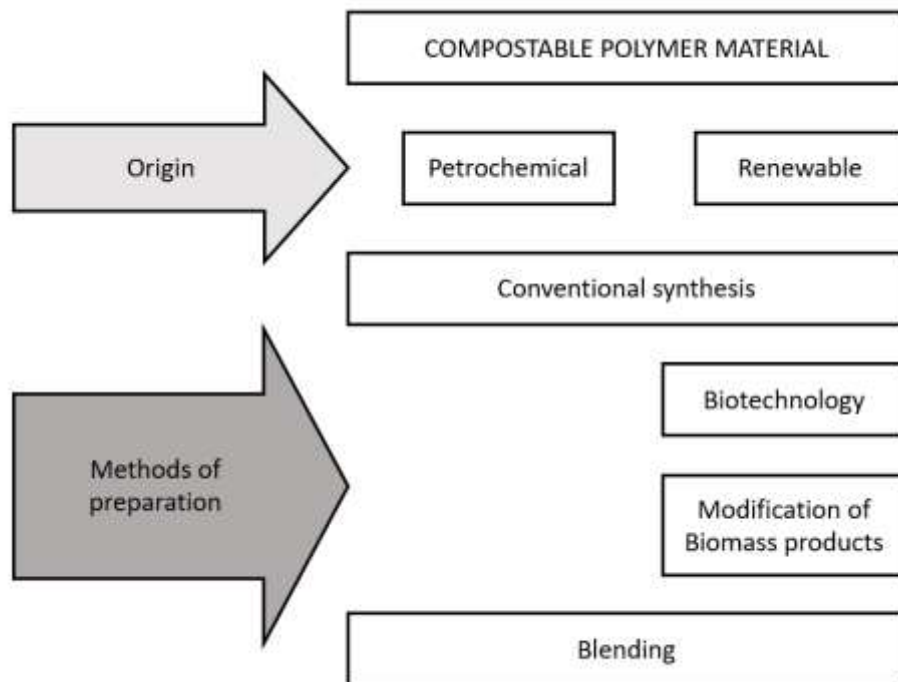 COMPOSTABLE POLYMER MATERIAL
Origin
Petrochemical
Renewable
Conventional synthesis
Biotechnology
Methods of
preparation
Modification of
Biomass products
Blending